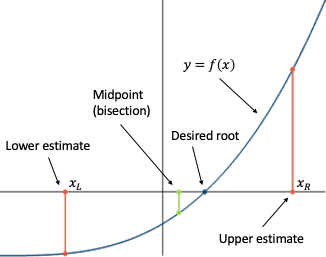 y = f(x)
Midpoint
(bisection)
Desired root
Lower estimate
x_L
x_R
Upper estimate